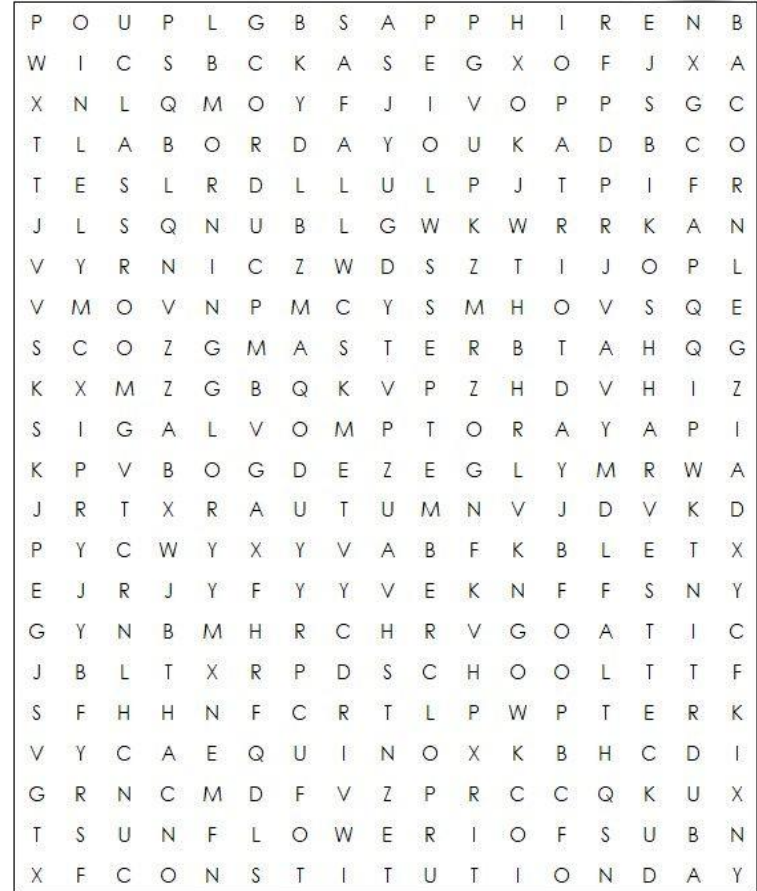 P O U P L G B S A P P H I R E N B
W I C S B C K A S E G X O F J X A
X N L Q M O Y F J I V O P P S G C
T L A B O R D A Y O U K A D B C O
T E S L R D L L U L P J T P I F R
J L S Q N U B L G W K W R R K A N
V Y R N I C Z W D S Z T I J O P L
V M O V N P M C Y S M H O V S Q E
S C O Z G M A S T E R B T A H Q G
K X M Z G B Q K V P Z H D V H I Z
S I G A L V O M P T O R A Y A P I
K P V B O G D E Z E G L Y M R W A
J R T X R A U T U M N V J D V K D
P Y C W Y X Y V A B F K B L E T X
E J R J Y F Y Y V E K N F F S N Y
G Y N B M H R C H R V G O A T I C
J B L T X R P D S C H O O L T T F
S F H H N F C R T L P W P T E R K
V Y C A E Q U I N O X K B H C D I
G R N C M D F V Z P R C C Q K U X
T S U N F L O W E R I O F S U B N
X F C O N S T I T U T I O N D A Y